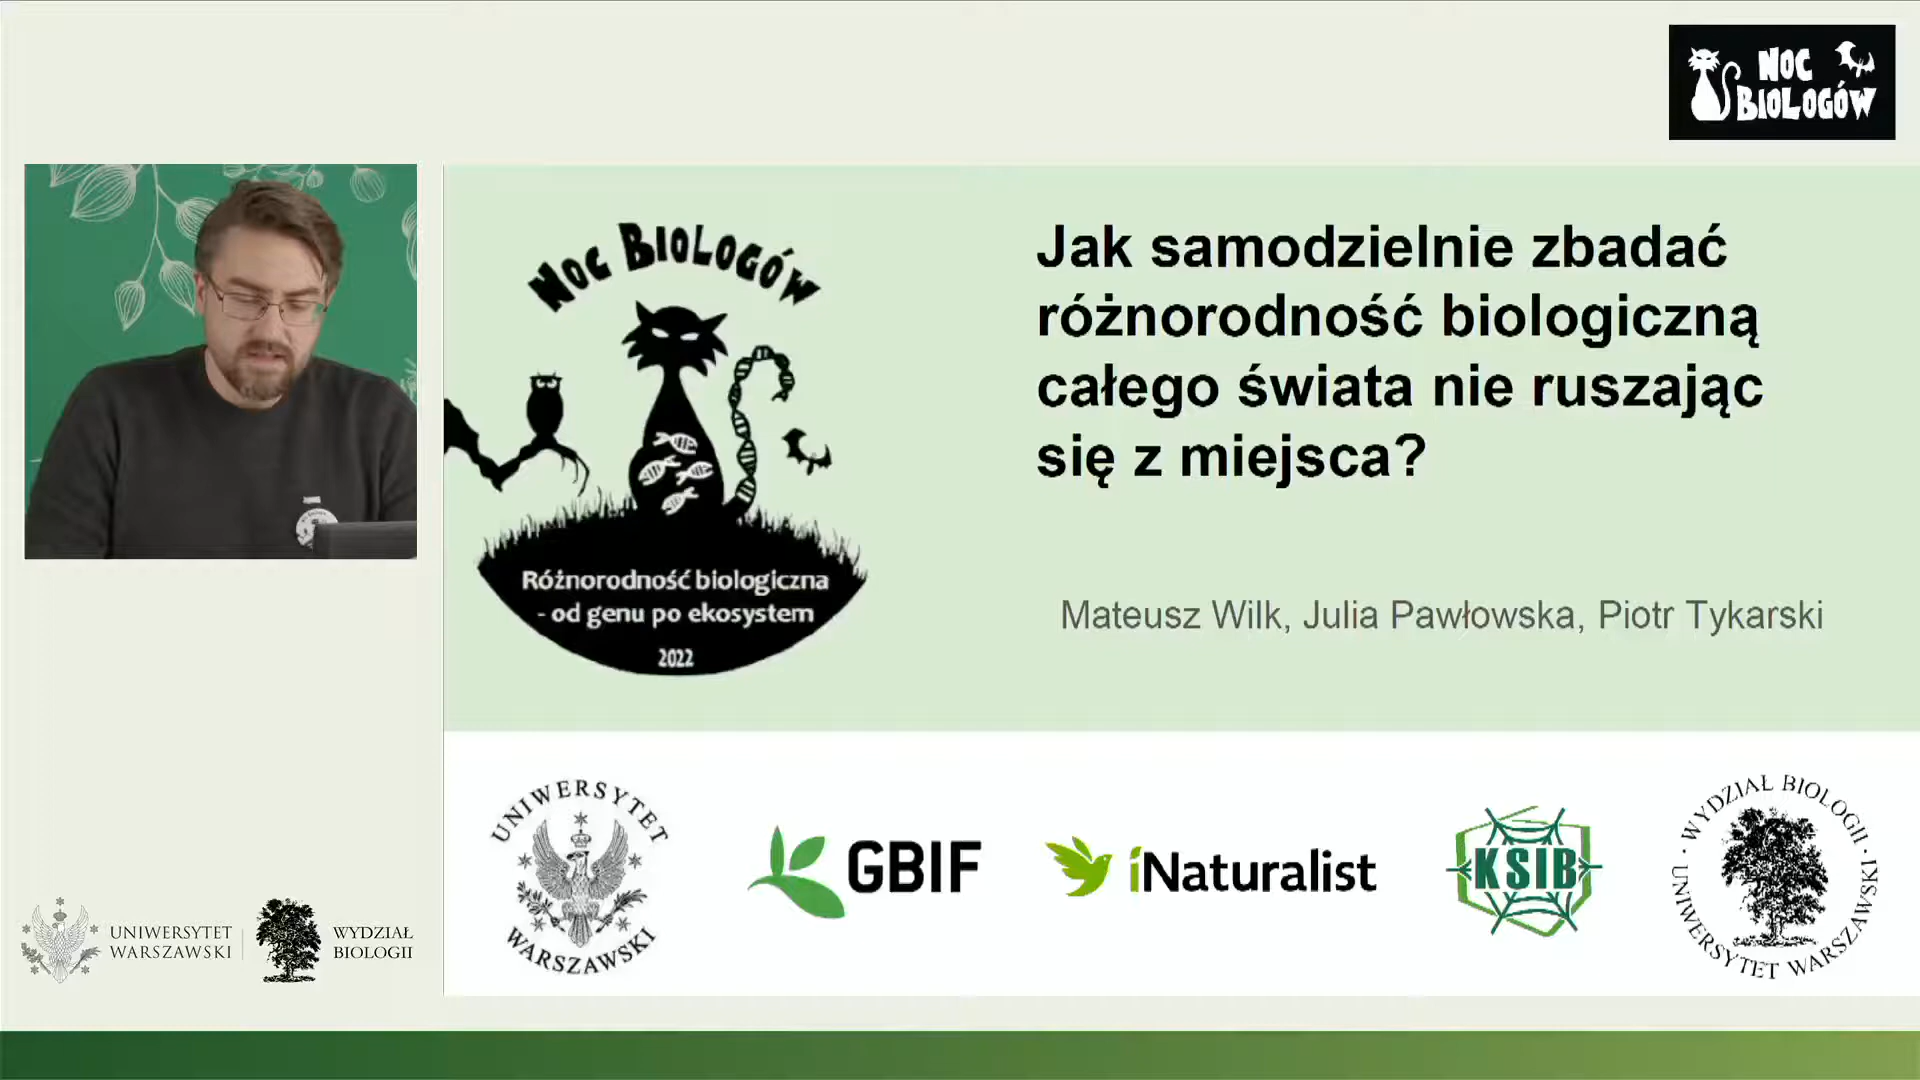 NOC
BIOLOGÓW
NOC BIOLOGÓW
Różnorodność biologiczna
- od genu po ekosystem
2022
Jak samodzielnie zbadać
różnorodność biologiczną
całego świata nie ruszając
się z miejsca?
Mateusz Wilk, Julia Pawłowska, Piotr Tykarski
UNIWERSYTET
WARSZAWSKI
GBIF
iNaturalist
KSIB
WYDZIAŁ BIOLOGII
UNIWERSYTET WARSZAWSKI
UNIWERSYTET
WARSZAWSKI
WYDZIAŁ
BIOLOGII